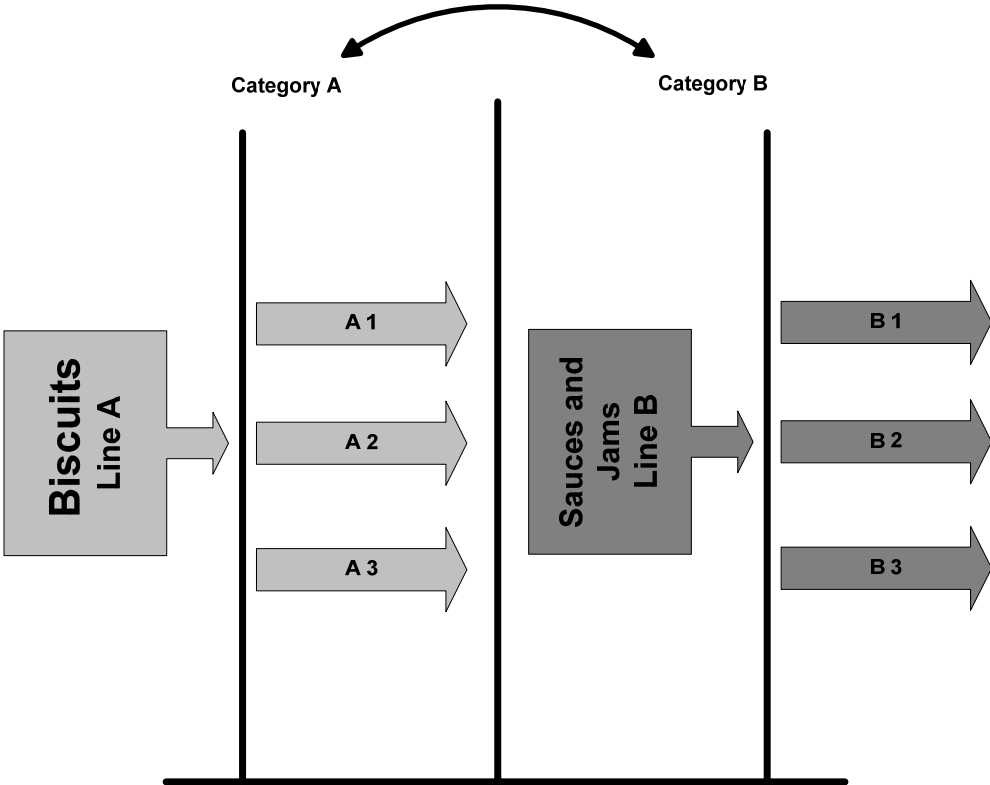 Category A
Category B
Biscuits
Line A
A 1
A 2
A 3
Sauces and
Jams
Line B
B 1
B 2
B 3